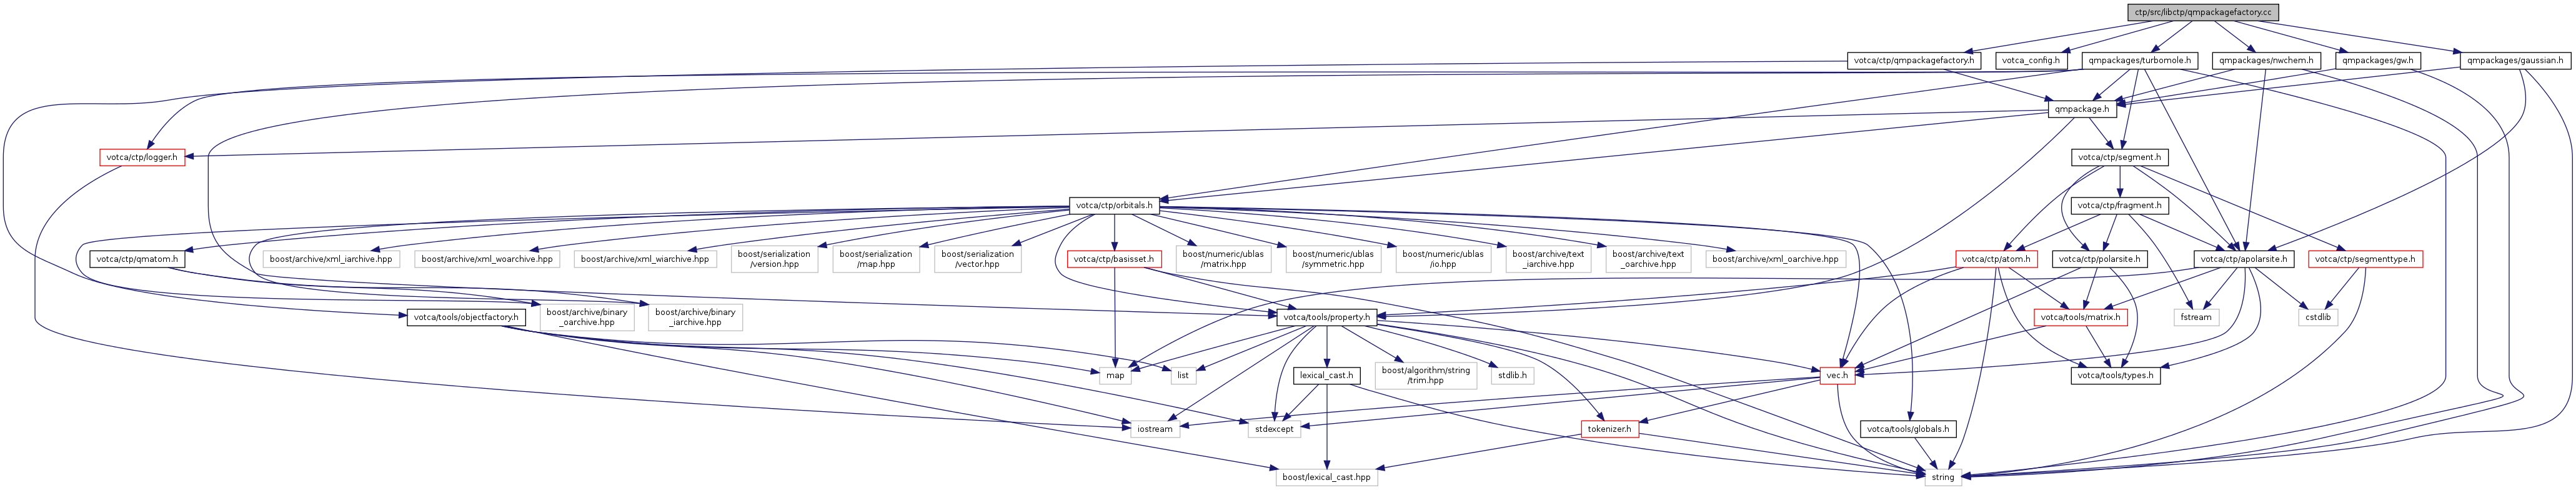 ctp/src/libctp/qmpackagefactory.cc
votca/ctp/qmpackagefactory.h
votca_config.h
qmpackages/turbomole.h
qmpackages/nwchem.h
qmpackages/gw.h
qmpackages/gaussian.h
qmpackage.h
votca/ctp/logger.h
votca/ctp/segment.h
votca/ctp/orbitals.h
votca/ctp/fragment.h
votca/ctp/qmatom.h
boost/archive/xml_iarchive.hpp
boost/archive/xml_woarchive.hpp
boost/archive/xml_wiarchive.hpp
boost/serialization
/version.hpp
boost/serialization
/map.hpp
boost/serialization
/vector.hpp
votca/ctp/basisset.h
boost/numeric/ublas
/matrix.hpp
boost/numeric/ublas
/symmetric.hpp
boost/numeric/ublas
/io.hpp
boost/archive/text
_iarchive.hpp
boost/archive/text
_oarchive.hpp
boost/archive/xml_oarchive.hpp
votca/ctp/atom.h
votca/ctp/polarsite.h
votca/ctp/apolarsite.h
votca/ctp/segmenttype.h
votca/tools/objectfactory.h
boost/archive/binary
_oarchive.hpp
boost/archive/binary
_iarchive.hpp
votca/tools/property.h
votca/tools/matrix.h
fstream
cstdlib
map
list
lexical_cast.h
boost/algorithm/string
/trim.hpp
stdlib.h
vec.h
votca/tools/types.h
iostream
stdexcept
tokenizer.h
votca/tools/globals.h
boost/lexical_cast.hpp
string